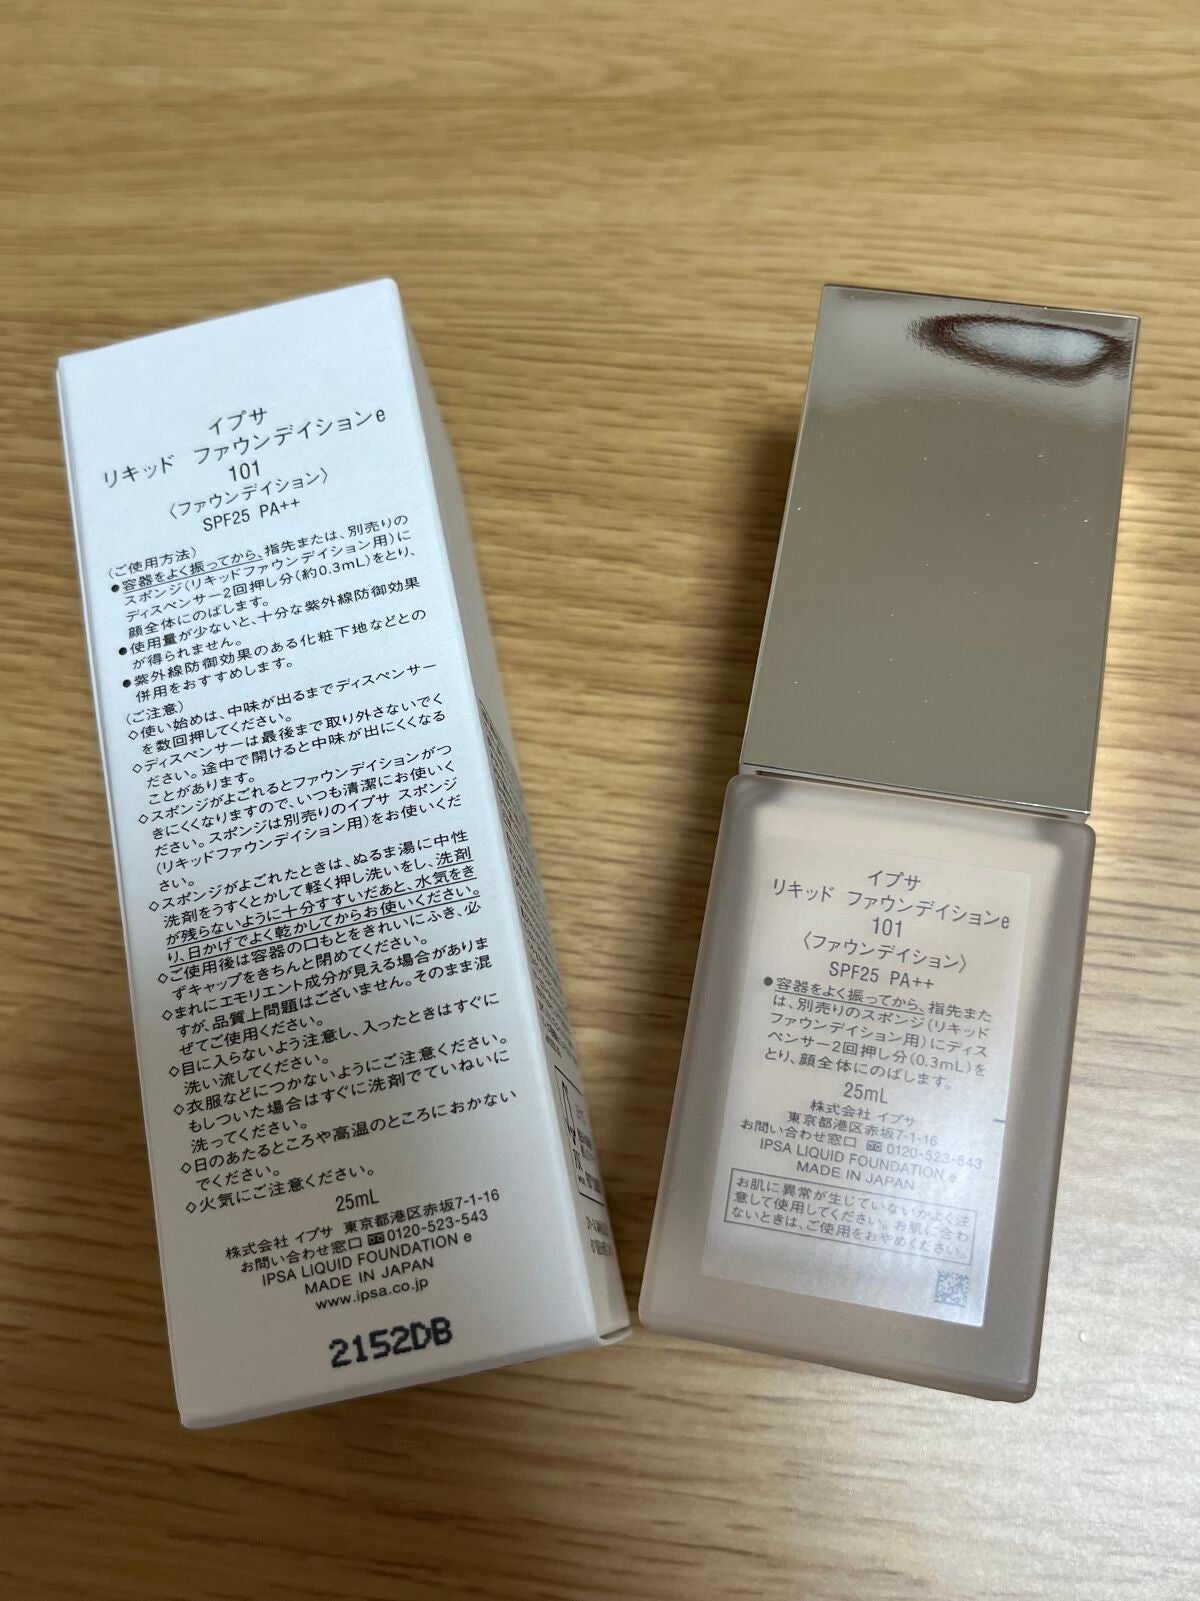 イプサ
リキッド ファウンデイションe
101
〈ファウンデイション〉
SPF25 PA++
〈ご使用方法〉
●容器をよく振ってから、指先または、別売りの
スポンジ(リキッドファウンデイション用)に
ディスペンサー2回押し分(約0.3mL)をとり、
顔全体にのばします。
●使用量が少ないと、十分な紫外線防御効果
が得られません。
●紫外線防御効果のある化粧下地などとの
併用をおすすめします。
〈ご注意〉
◇使い始めは、中味が出るまでディスペンサー
を数回押してください。
◇ディスペンサーは最後まで取り外さないでく
ださい。途中で開けると中味が出にくくなる
ことがあります。
◇スポンジがよごれるとファウンデイションがつ
きにくくなりますので、いつも清潔にお使いく
ださい。スポンジは別売りのイプサ スポンジ
(リキッドファウンデイション用)をお使いくだ
さい。
◇スポンジがよごれたときは、ぬるま湯に中性
洗剤をうすくとかして軽く押し洗いをし、洗剤
が残らないように十分すすいだあと、水気をき
り、日かげでよく乾かしてからお使いください。
◇ご使用後は容器の口もとをきれいにふき、必
ずキャップをきちんと閉めてください。
◇まれにエモリエント成分が見える場合がありま
すが、品質上問題はございません。そのまま混
ぜてご使用ください。
◇目に入らないよう注意し、入ったときはすぐに
洗い流してください。
◇衣服などにつかないようにご注意ください。
もしついた場合はすぐに洗剤でていねいに
洗ってください。
◇日のあたるところや高温のところにおかない
でください。
◇火気にご注意ください。
25mL
株式会社 イプサ 東京都港区赤坂7-1-16
お問い合わせ窓口 0120-523-543
IPSA LIQUID FOUNDATION e
MADE IN JAPAN
www.ipsa.co.jp
2152DB
イプサ
リキッド ファウンデイションe
101
〈ファウンデイション〉
SPF25 PA++
●容器をよく振ってから、指先また
は、別売りのスポンジ(リキッド
ファウンデイション用)にディス
ペンサー2回押し分(0.3mL)を
とり、顔全体にのばします。
25mL
株式会社 イプサ
東京都港区赤坂7-1-16
お問い合わせ窓口 0120-523-543
IPSA LIQUID FOUNDATION e
MADE IN JAPAN
お肌に異常が生じていないかよく注
意して使用してください。お肌に合わ
ないときは、ご使用をおやめください。